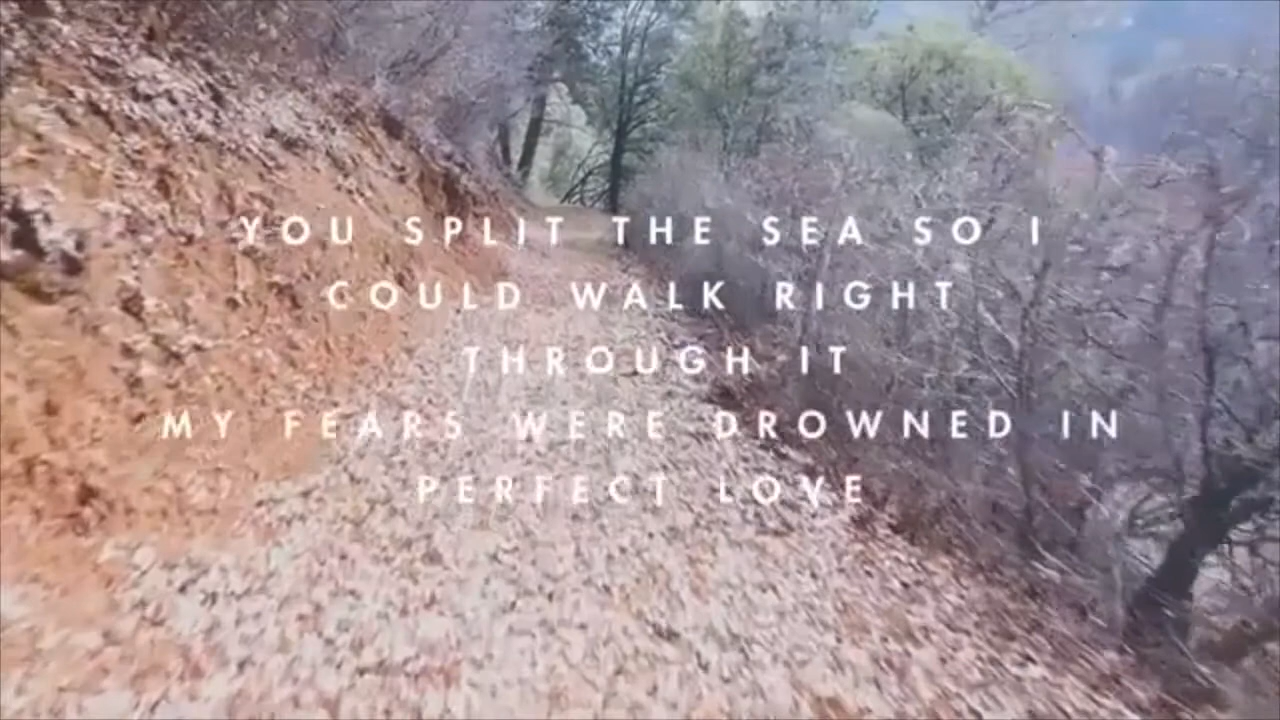 YOU SPLIT THE SEA SO I
COULD WALK RIGHT
THROUGH IT
MY FEARS WERE DROWNED IN
PERFECT LOVE